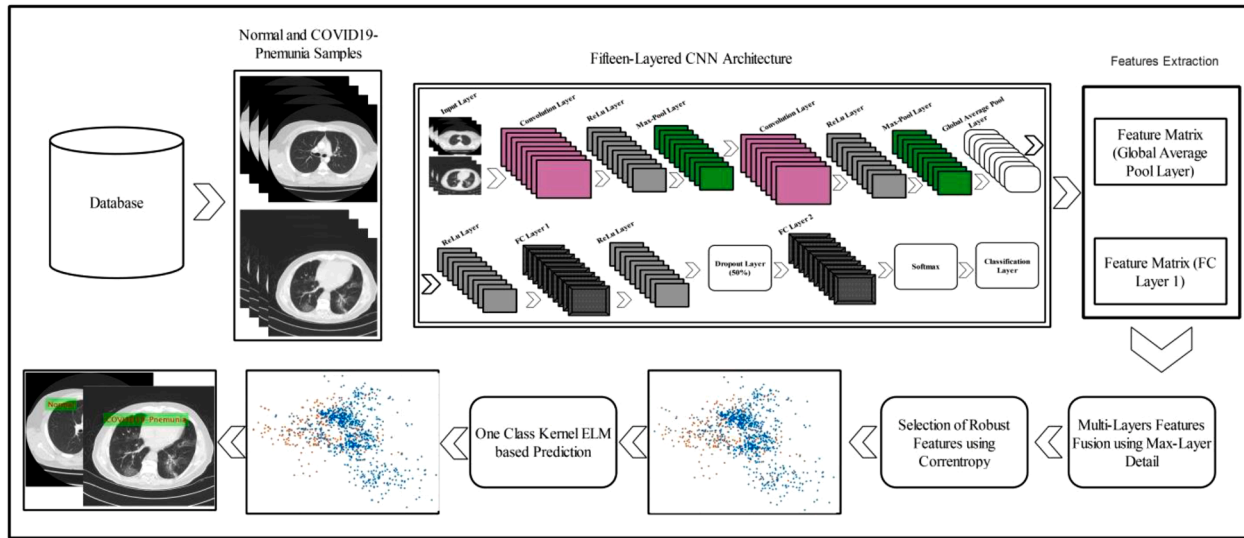 Normal and COVID19-
Pnemunia Samples
Fifteen-Layered CNN Architecture
Features Extraction
Database
Input Layer
Convolution Layer
ReLu Layer
Max-Pool Layer
Convolution Layer
ReLu Layer
Max-Pool Layer
Global Average Pool
Layer
Feature Matrix
(Global Average
Pool Layer)
ReLu Layer
FC Layer 1
ReLu Layer
Dropout Layer
(50%)
FC Layer 2
Softmax
Classification
Layer
Feature Matrix (FC
Layer 1)
COVID19-Pnemunia
One Class Kernel ELM
based Prediction
Selection of Robust
Features using
Correntropy
Multi-Layers Features
Fusion using Max-Layer
Detail